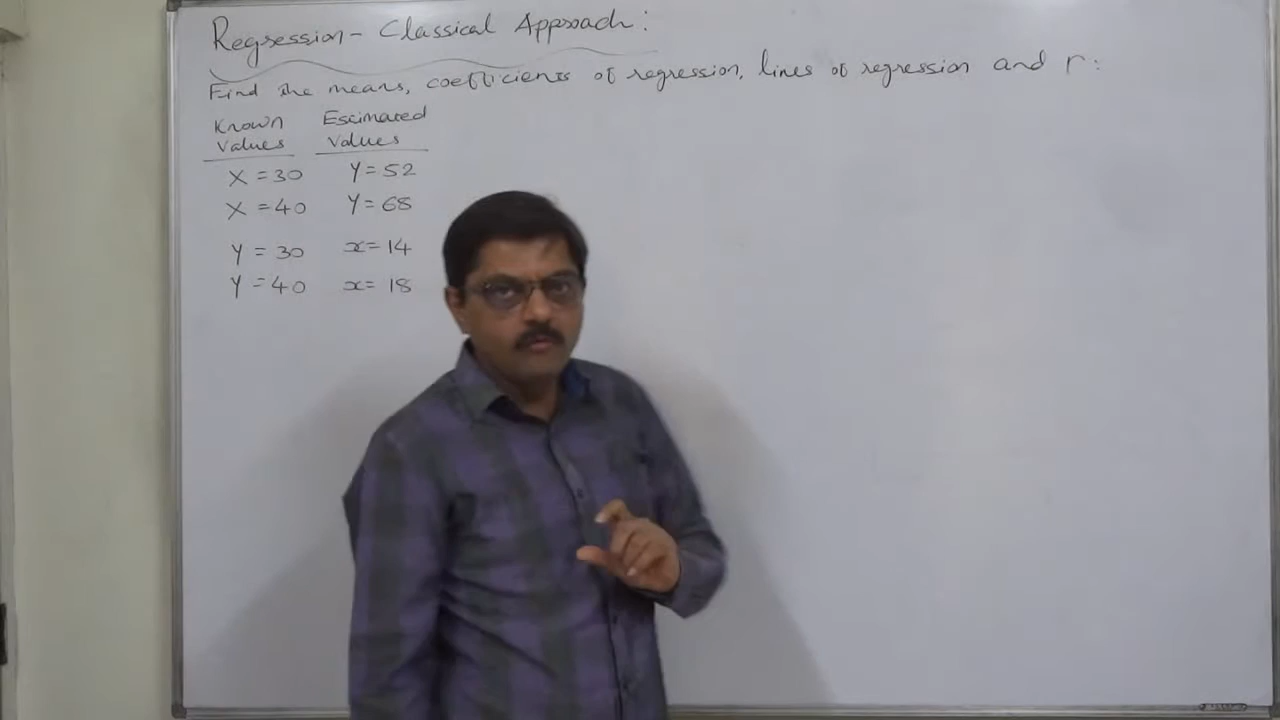 Regression - Classical Approach :
Find the means, coefficients of regression, lines of regression and r :
Known Estimated
Values Values
X = 30 Y = 52
X = 40 Y = 68
Y = 30 x = 14
Y = 40 x = 18